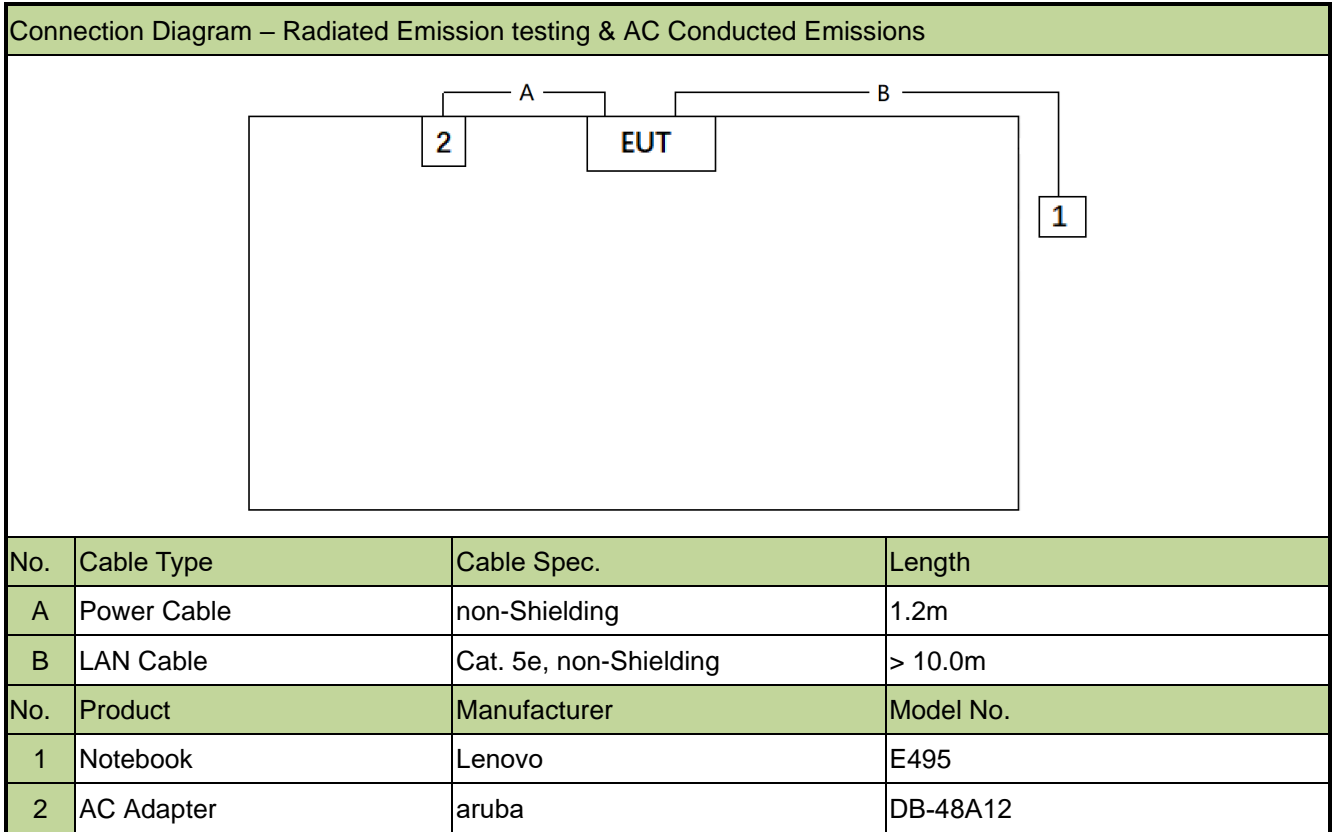 Connection Diagram – Radiated Emission testing & AC Conducted Emissions
A
B
2
EUT
1
No. Cable Type Cable Spec. Length
A Power Cable non-Shielding 1.2m
B LAN Cable Cat. 5e, non-Shielding > 10.0m
No. Product Manufacturer Model No.
1 Notebook Lenovo E495
2 AC Adapter aruba DB-48A12